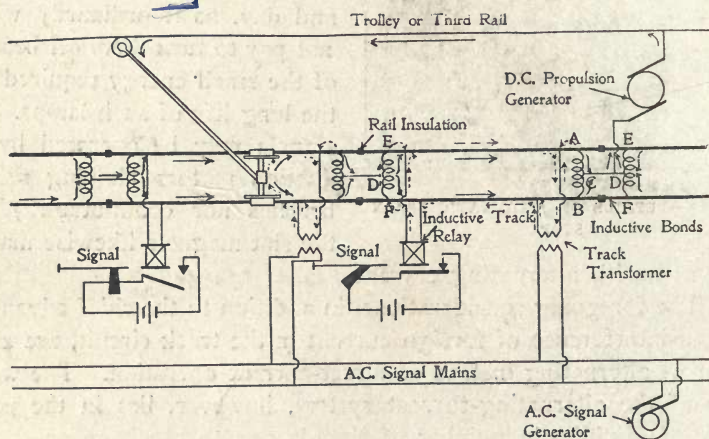 Trolley or Third Rail
D.C. Propulsion
Generator
Rail Insulation
E
A
E
D
C
D
F
B
F
Inductive Track
Relay
Inductive Bonds
Signal
Signal
Track
Transformer
A.C. Signal Mains
A.C. Signal
Generator